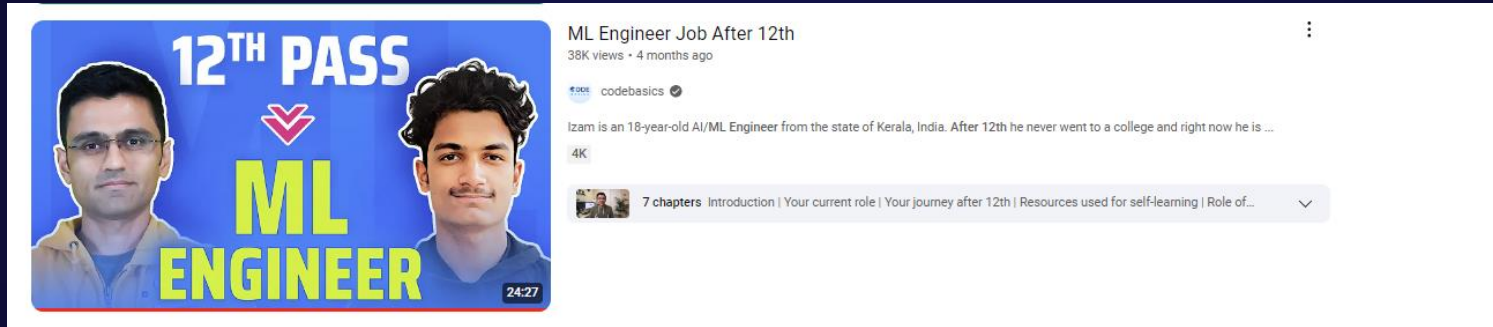 12TH PASS
ML
ENGINEER
24:27
ML Engineer Job After 12th
38K views • 4 months ago
CODE codebasics
Izam is an 18-year-old AI/ML Engineer from the state of Kerala, India. After 12th he never went to a college and right now he is ...
4K
7 chapters Introduction | Your current role | Your journey after 12th | Resources used for self-learning | Role of...